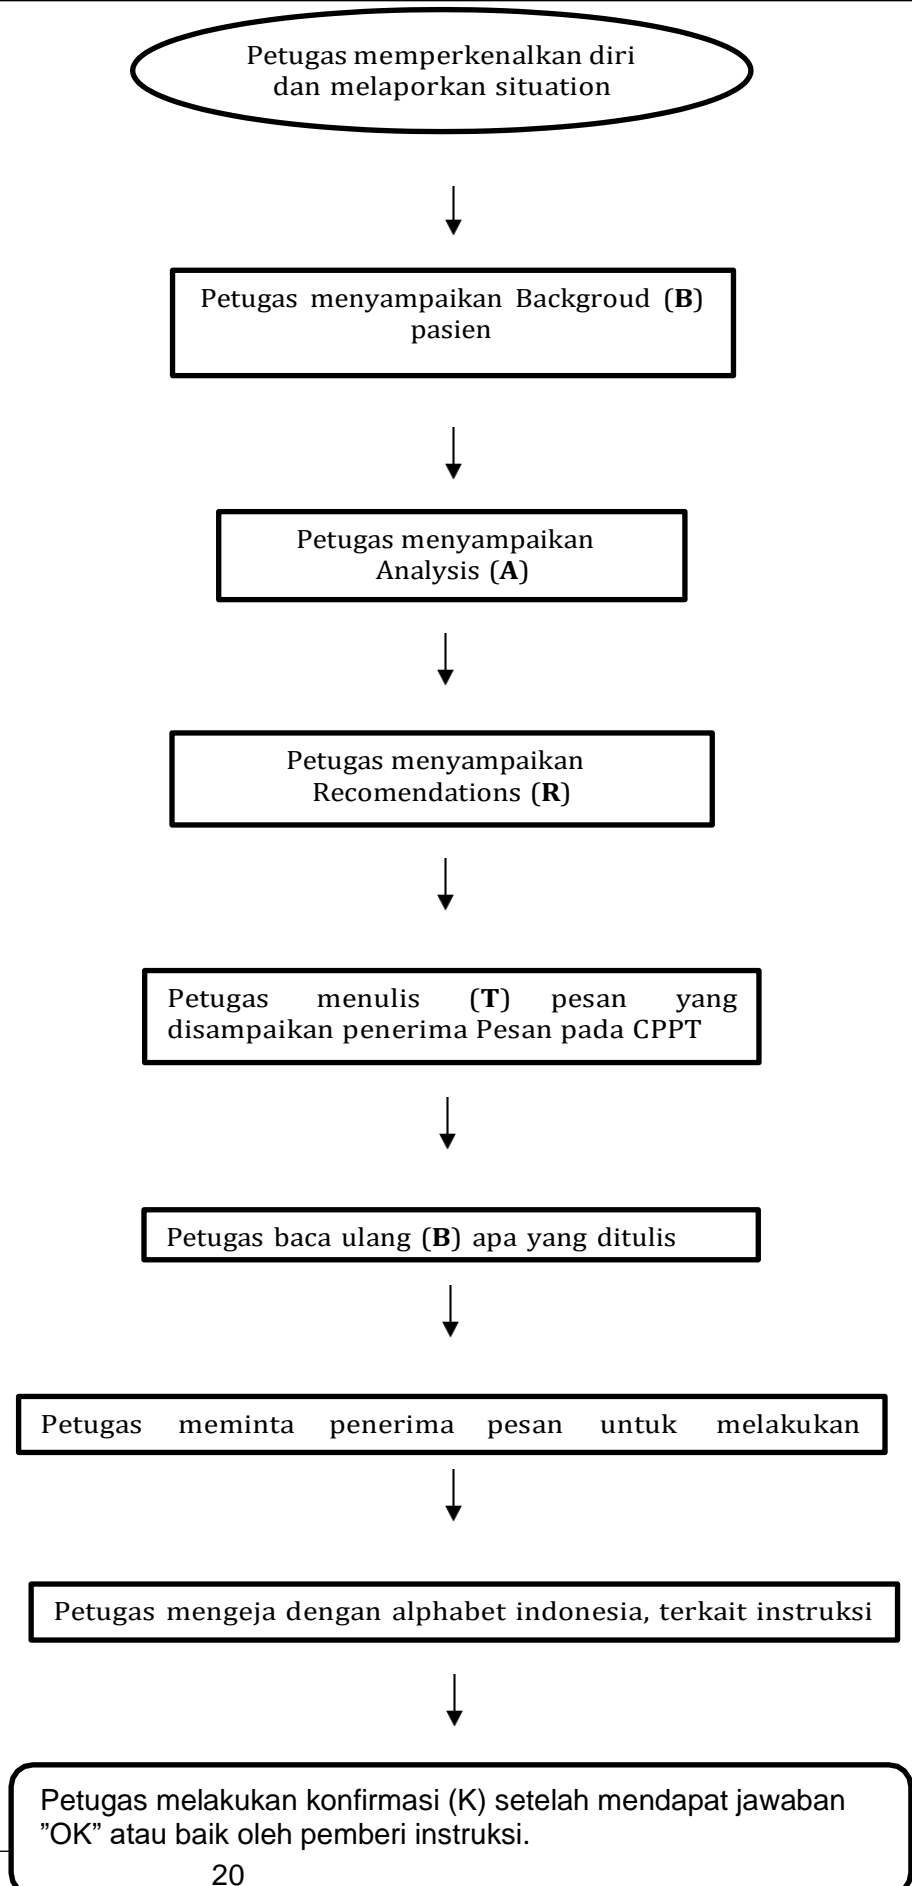 Petugas memperkenalkan diri
dan melaporkan situation
Petugas menyampaikan Backgroud (B)
pasien
Petugas menyampaikan
Analysis (A)
Petugas menyampaikan
Recomendations (R)
Petugas menulis (T) pesan yang
disampaikan penerima Pesan pada CPPT
Petugas baca ulang (B) apa yang ditulis
Petugas meminta penerima pesan untuk melakukan
Petugas mengeja dengan alphabet indonesia, terkait instruksi
Petugas melakukan konfirmasi (K) setelah mendapat jawaban
”OK” atau baik oleh pemberi instruksi.
20